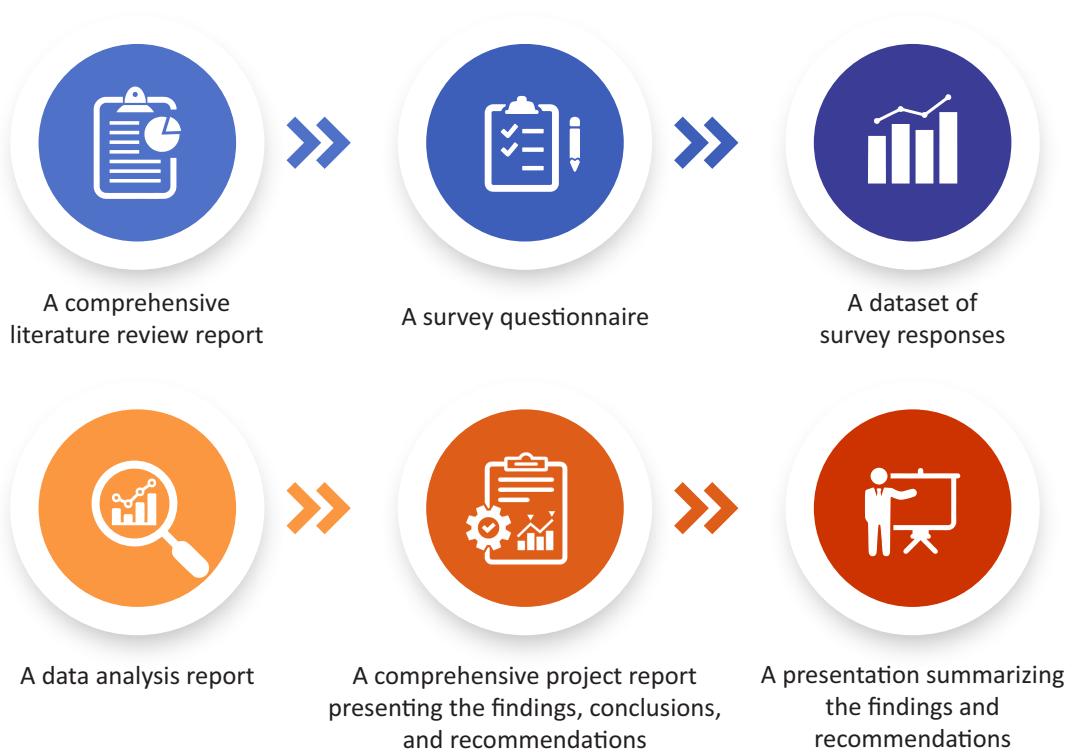 A comprehensive
literature review report
A survey questionnaire
A dataset of
survey responses
A data analysis report
A comprehensive project report
presenting the findings, conclusions,
and recommendations
A presentation summarizing
the findings and
recommendations